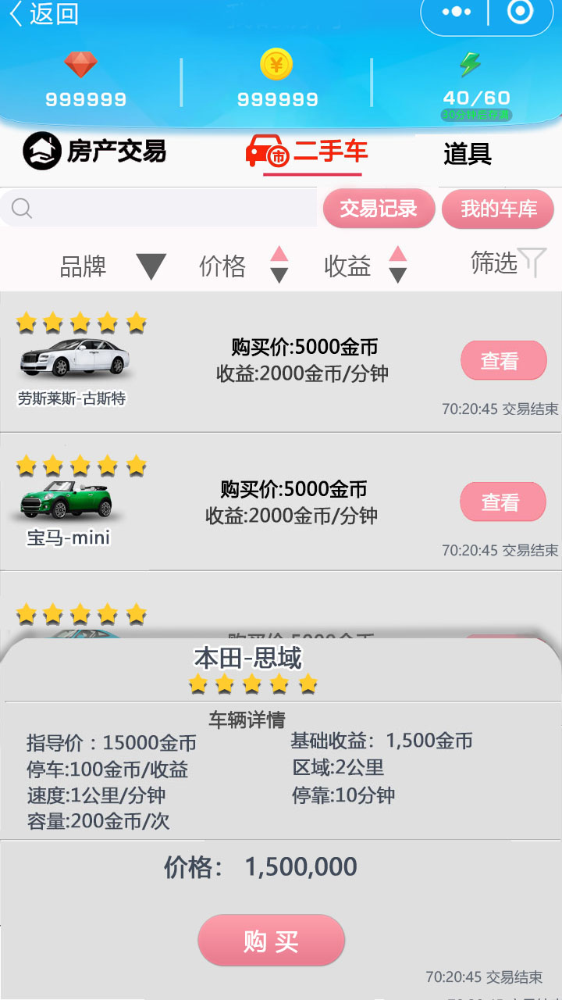 返回
999999
999999
40/60
房产交易
二手车
道具
交易记录
我的车库
品牌
价格
收益
筛选
购买价:5000金币
收益:2000金币/分钟
查看
劳斯莱斯-古斯特
70:20:45 交易结束
购买价:5000金币
收益:2000金币/分钟
查看
宝马-mini
70:20:45 交易结束
本田-思域
车辆详情
指导价：15000金币
基础收益：1,500金币
停车:100金币/收益
区域:2公里
速度:1公里/分钟
停靠:10分钟
容量:200金币/次
价格： 1,500,000
购买
70:20:45 交易结束